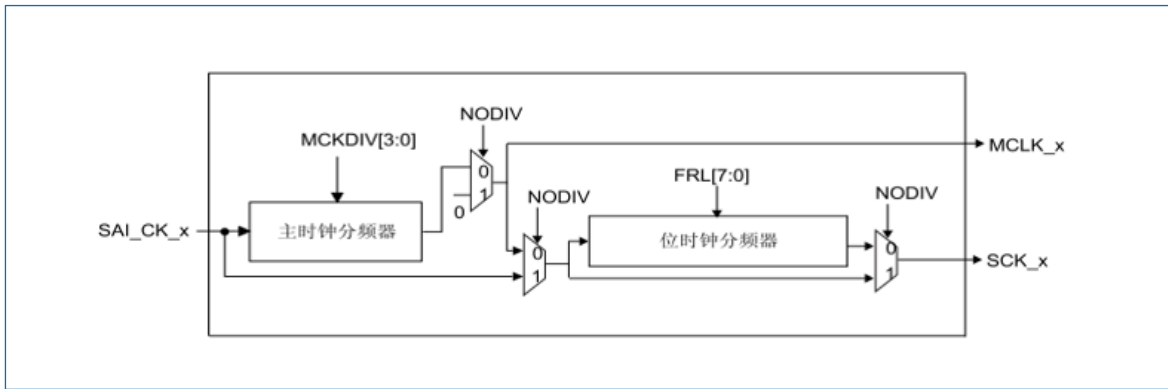 NODIV
MCKDIV[3:0]
MCLK_x
0
1
0
NODIV
FRL[7:0]
NODIV
SAI_CK_x
主时钟分频器
位时钟分频器
0
1
0
1
SCK_x